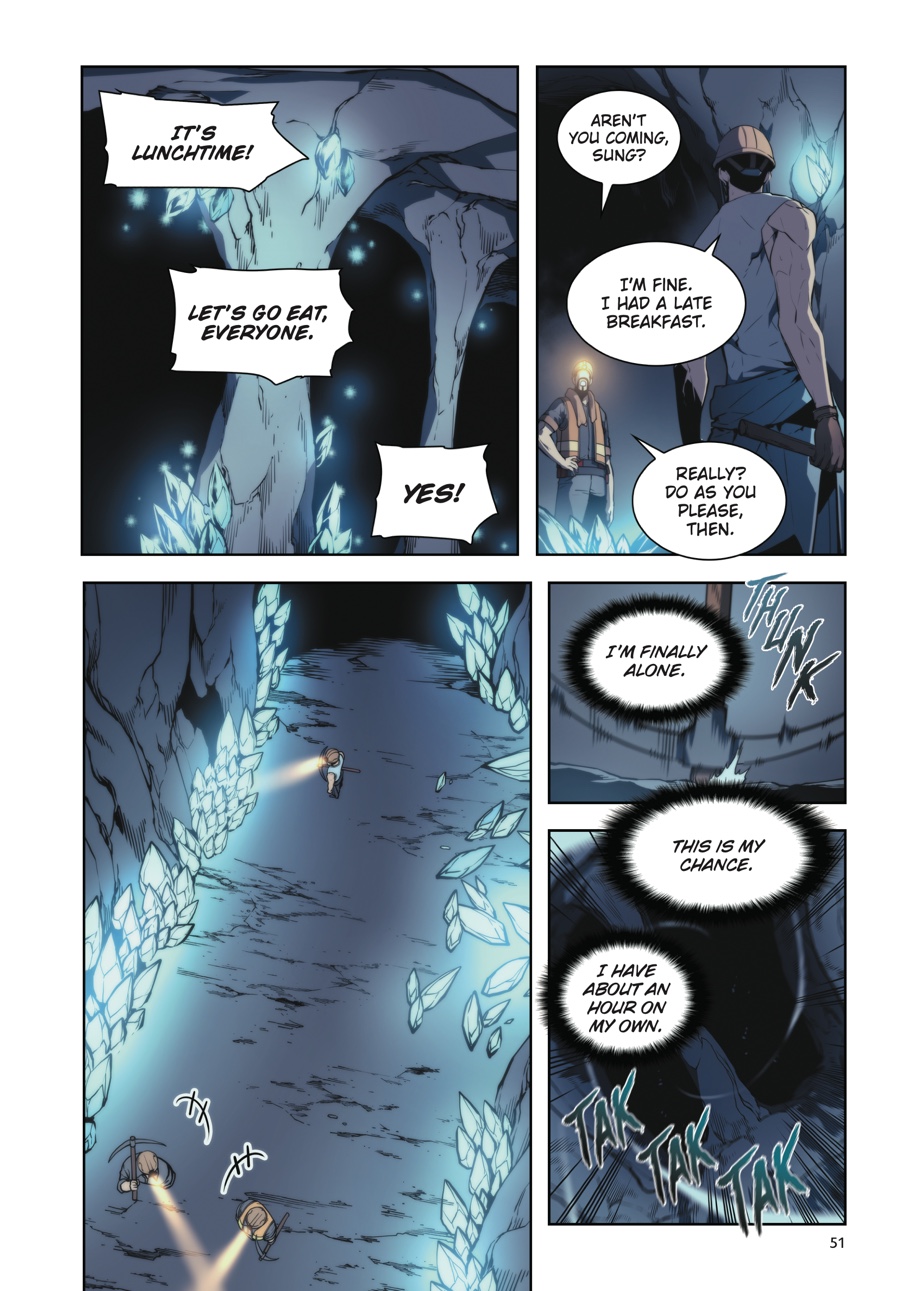 IT'S
LUNCHTIME!
LET'S GO EAT,
EVERYONE.
YES!
AREN'T
YOU COMING,
SUNG?
I'M FINE.
I HAD A LATE
BREAKFAST.
REALLY?
DO AS YOU
PLEASE,
THEN.
THUNK
I'M FINALLY
ALONE.
THIS IS MY
CHANCE.
I HAVE
ABOUT AN
HOUR ON
MY OWN.
TAK
TAK
TAK
51